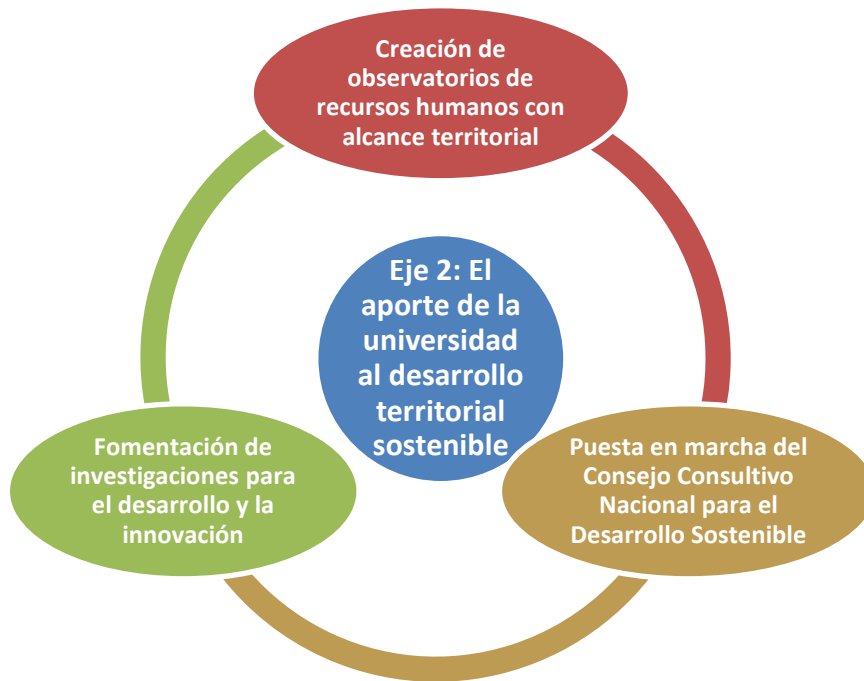 Creación de
observatorios de
recursos humanos con
alcance territorial
Eje 2: El
aporte de la
universidad
al desarrollo
territorial
sostenible
Fomentación de
investigaciones para
el desarrollo y la
innovación
Puesta en marcha del
Consejo Consultivo
Nacional para el
Desarrollo Sostenible